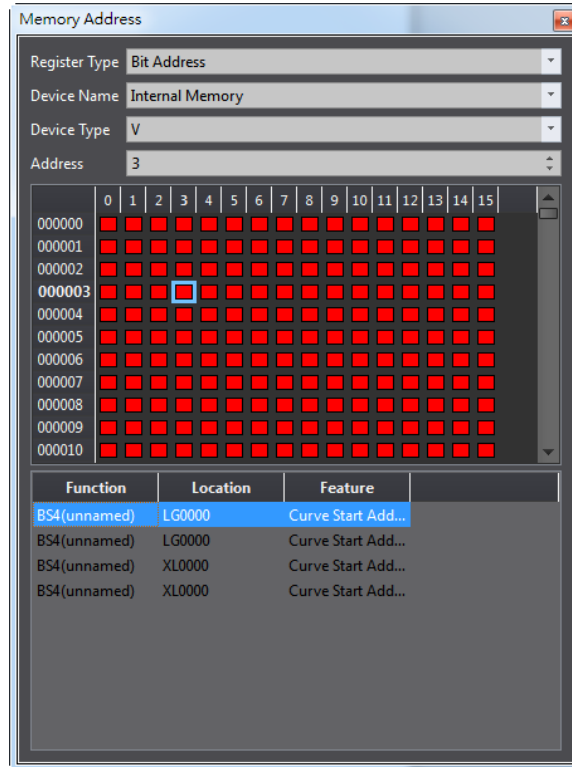 Memory Address
Register Type Bit Address
Device Name Internal Memory
Device Type V
Address 3
0 1 2 3 4 5 6 7 8 9 10 11 12 13 14 15
000000
000001
000002
000003
000004
000005
000006
000007
000008
000009
000010
Function Location Feature
BS4(unnamed) LG0000 Curve Start Add...
BS4(unnamed) LG0000 Curve Start Add...
BS4(unnamed) XL0000 Curve Start Add...
BS4(unnamed) XL0000 Curve Start Add...